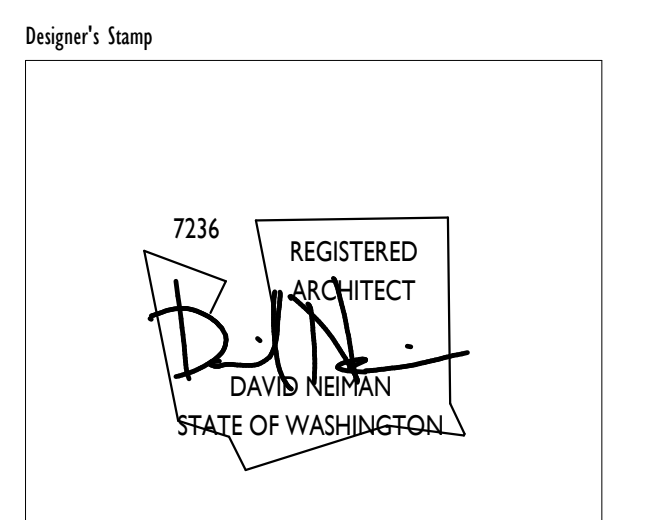 Designer's Stamp
7236
REGISTERED
ARCHITECT
DAVID NEIMAN
STATE OF WASHINGTON